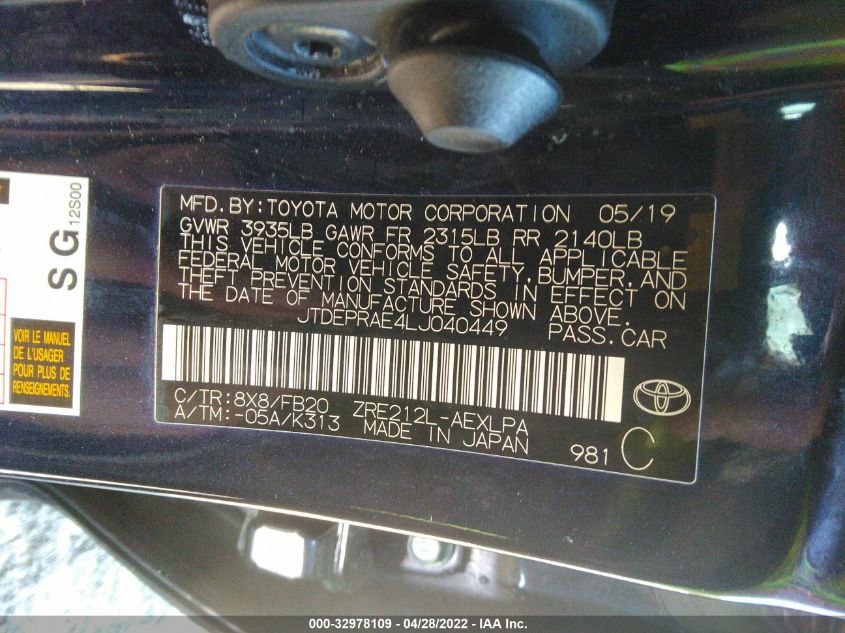 MFD. BY: TOYOTA MOTOR CORPORATION 05/19
GVWR 3935LB GAWR FR 2315LB RR 2140LB
THIS VEHICLE CONFORMS TO ALL APPLICABLE
FEDERAL MOTOR VEHICLE SAFETY, BUMPER, AND
THEFT PREVENTION STANDARDS IN EFFECT ON
THE DATE OF MANUFACTURE SHOWN ABOVE.
JTDEPRAE4LJ040449 PASS. CAR
C/TR: 8X8/FB20 ZRE212L-AEXLPA
A/TM: -05A/K313 MADE IN JAPAN
981 C
SG 12S00
VOIR LE MANUEL
DE L'USAGER
POUR PLUS DE
RENSEIGNEMENTS.
000-32978109 - 04/28/2022 - IAA Inc.